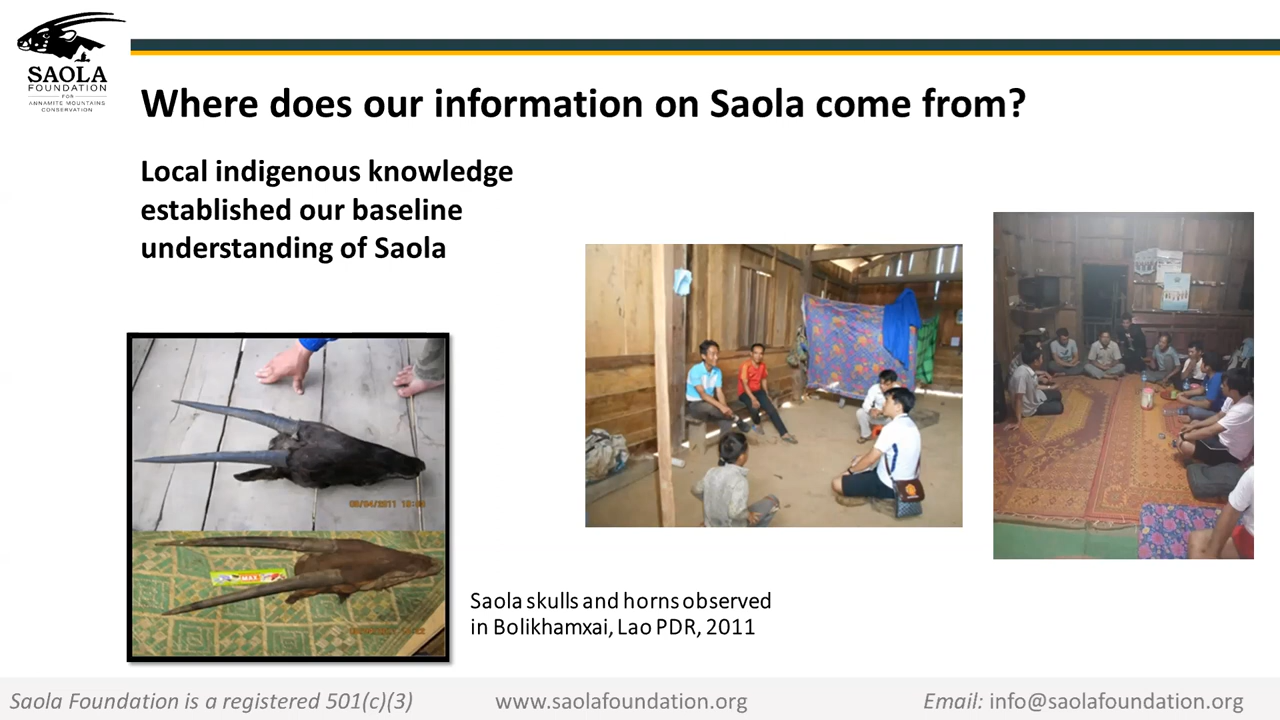 SAOLA
FOUNDATION
FOR
ANNAMITE MOUNTAINS
CONSERVATION
Where does our information on Saola come from?
Local indigenous knowledge
established our baseline
understanding of Saola
Saola skulls and horns observed
in Bolikhamxai, Lao PDR, 2011
Saola Foundation is a registered 501(c)(3)
www.saolafoundation.org
Email: info@saolafoundation.org